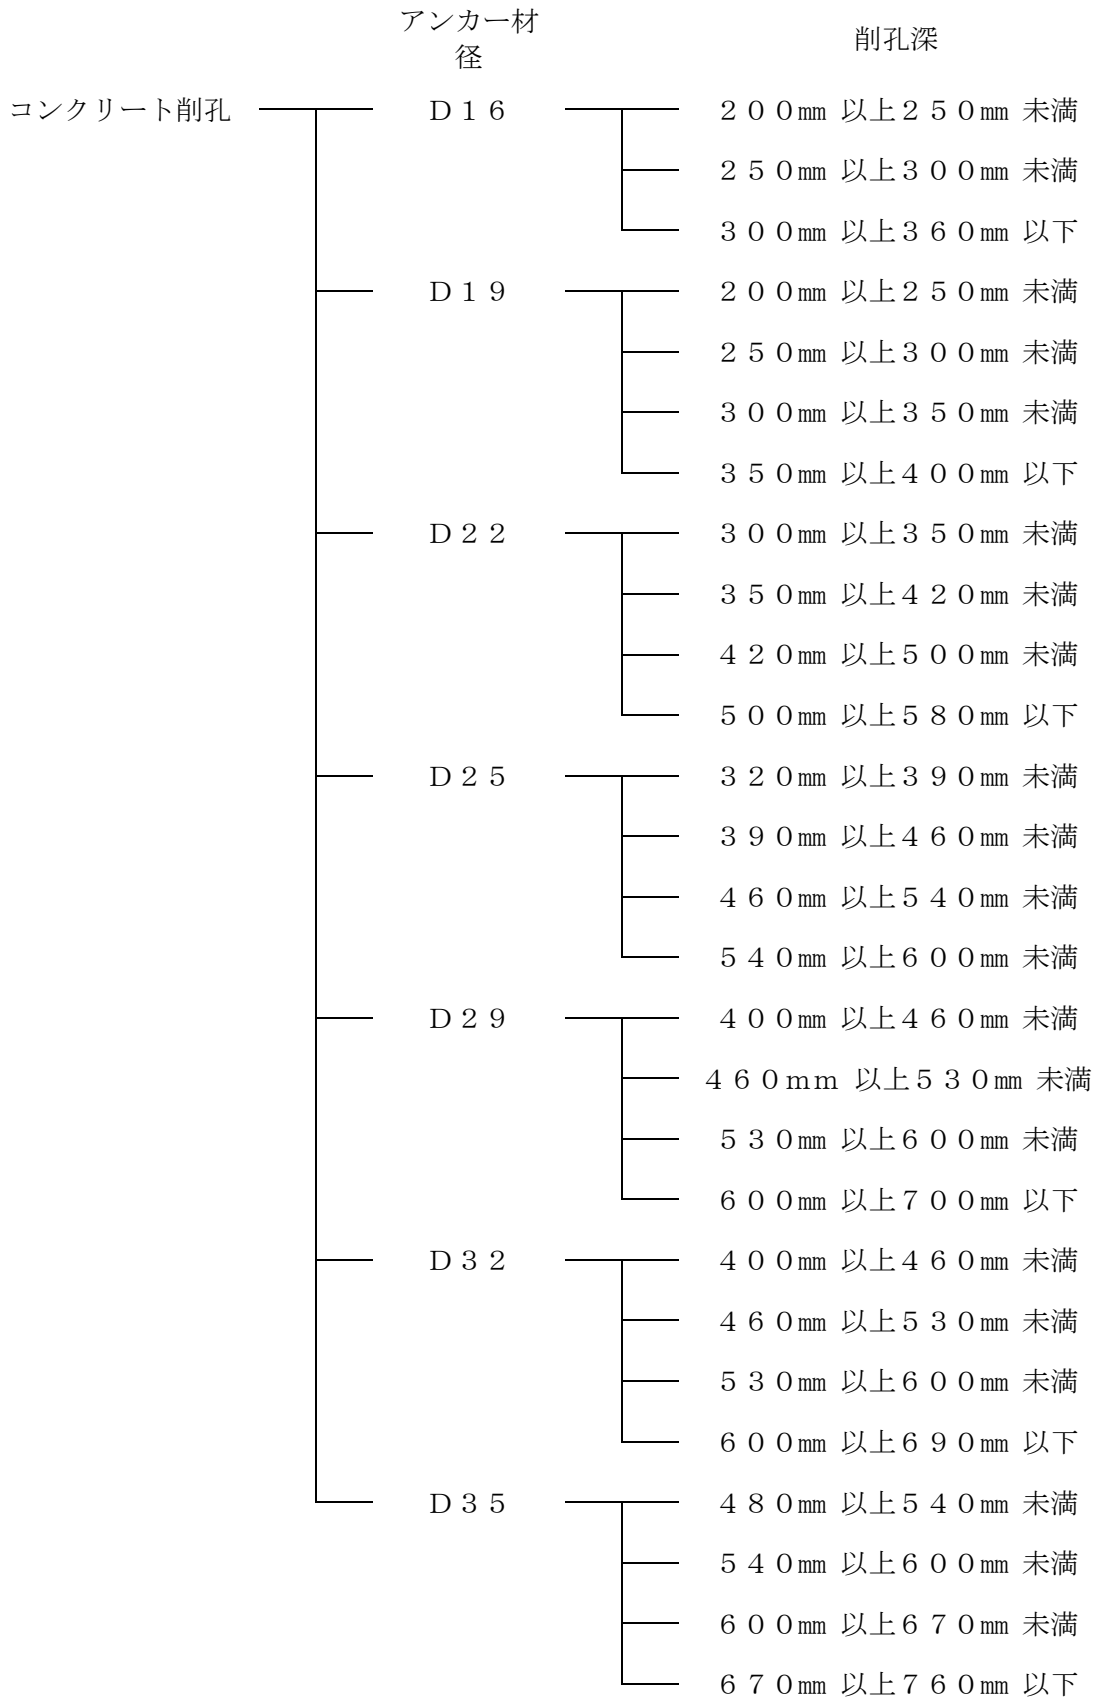 アンカー材
径
削孔深
コンクリート削孔 D１６ ２００㎜ 以上２５０㎜ 未満
２５０㎜ 以上３００㎜ 未満
３００㎜ 以上３６０㎜ 以下
D１９ ２００㎜ 以上２５０㎜ 未満
２５０㎜ 以上３００㎜ 未満
３００㎜ 以上３５０㎜ 未満
３５０㎜ 以上４００㎜ 以下
D２２ ３００㎜ 以上３５０㎜ 未満
３５０㎜ 以上４２０㎜ 未満
４２０㎜ 以上５００㎜ 未満
５００㎜ 以上５８０㎜ 以下
D２５ ３２０㎜ 以上３９０㎜ 未満
３９０㎜ 以上４６０㎜ 未満
４６０㎜ 以上５４０㎜ 未満
５４０㎜ 以上６００㎜ 未満
D２９ ４００㎜ 以上４６０㎜ 未満
４６０mm 以上５３０㎜ 未満
５３０㎜ 以上６００㎜ 未満
６００㎜ 以上７００㎜ 以下
D３２ ４００㎜ 以上４６０㎜ 未満
４６０㎜ 以上５３０㎜ 未満
５３０㎜ 以上６００㎜ 未満
６００㎜ 以上６９０㎜ 以下
D３５ ４８０㎜ 以上５４０㎜ 未満
５４０㎜ 以上６００㎜ 未満
６００㎜ 以上６７０㎜ 未満
６７０㎜ 以上７６０㎜ 以下